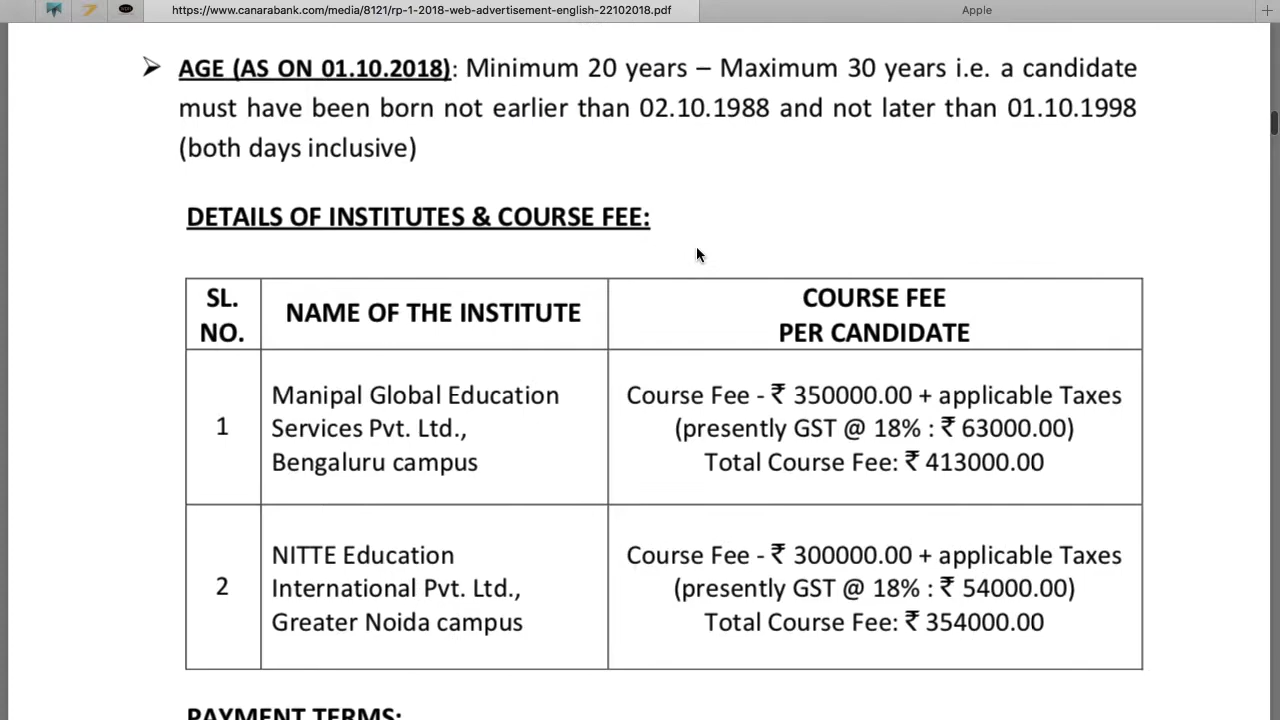 https://www.canarabank.com/media/8121/rp-1-2018-web-advertisement-english-22102018.pdf
Apple
➢ AGE (AS ON 01.10.2018): Minimum 20 years – Maximum 30 years i.e. a candidate
must have been born not earlier than 02.10.1988 and not later than 01.10.1998
(both days inclusive)
DETAILS OF INSTITUTES & COURSE FEE:
SL.
NO.
NAME OF THE INSTITUTE
COURSE FEE
PER CANDIDATE
1
Manipal Global Education
Services Pvt. Ltd.,
Bengaluru campus
Course Fee - ₹ 350000.00 + applicable Taxes
(presently GST @ 18% : ₹ 63000.00)
Total Course Fee: ₹ 413000.00
2
NITTE Education
International Pvt. Ltd.,
Greater Noida campus
Course Fee - ₹ 300000.00 + applicable Taxes
(presently GST @ 18% : ₹ 54000.00)
Total Course Fee: ₹ 354000.00
PAYMENT TERMS: